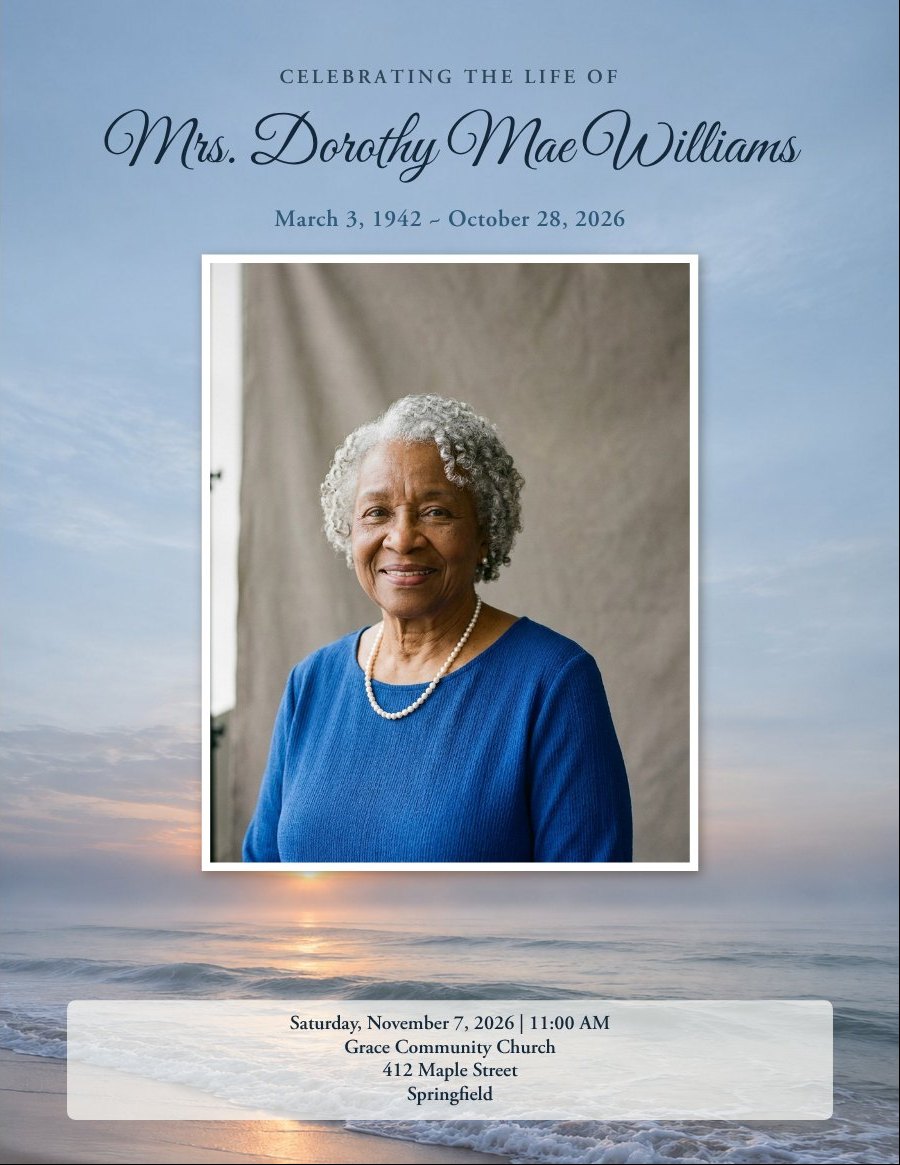 CELEBRATING THE LIFE OF
Mrs. Dorothy Mae Williams
March 3, 1942 ~ October 28, 2026
Saturday, November 7, 2026 | 11:00 AM
Grace Community Church
412 Maple Street
Springfield